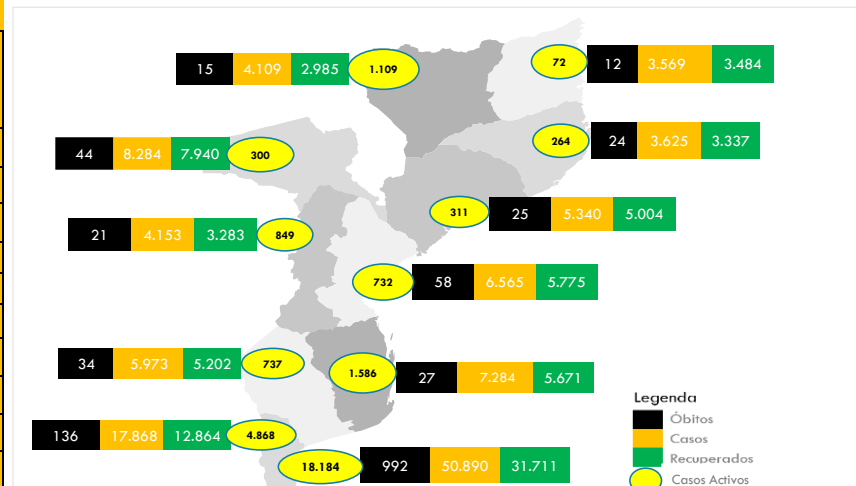 15 4.109 2.985 1.109
72 12 3.569 3.484
44 8.284 7.940 300
264 24 3.625 3.337
311 25 5.340 5.004
21 4.153 3.283 849
732 58 6.565 5.775
34 5.973 5.202 737
1.586 27 7.284 5.671
136 17.868 12.864 4.868
18.184 992 50.890 31.711
Legenda
Óbitos
Casos
Recuperados
Casos Activos